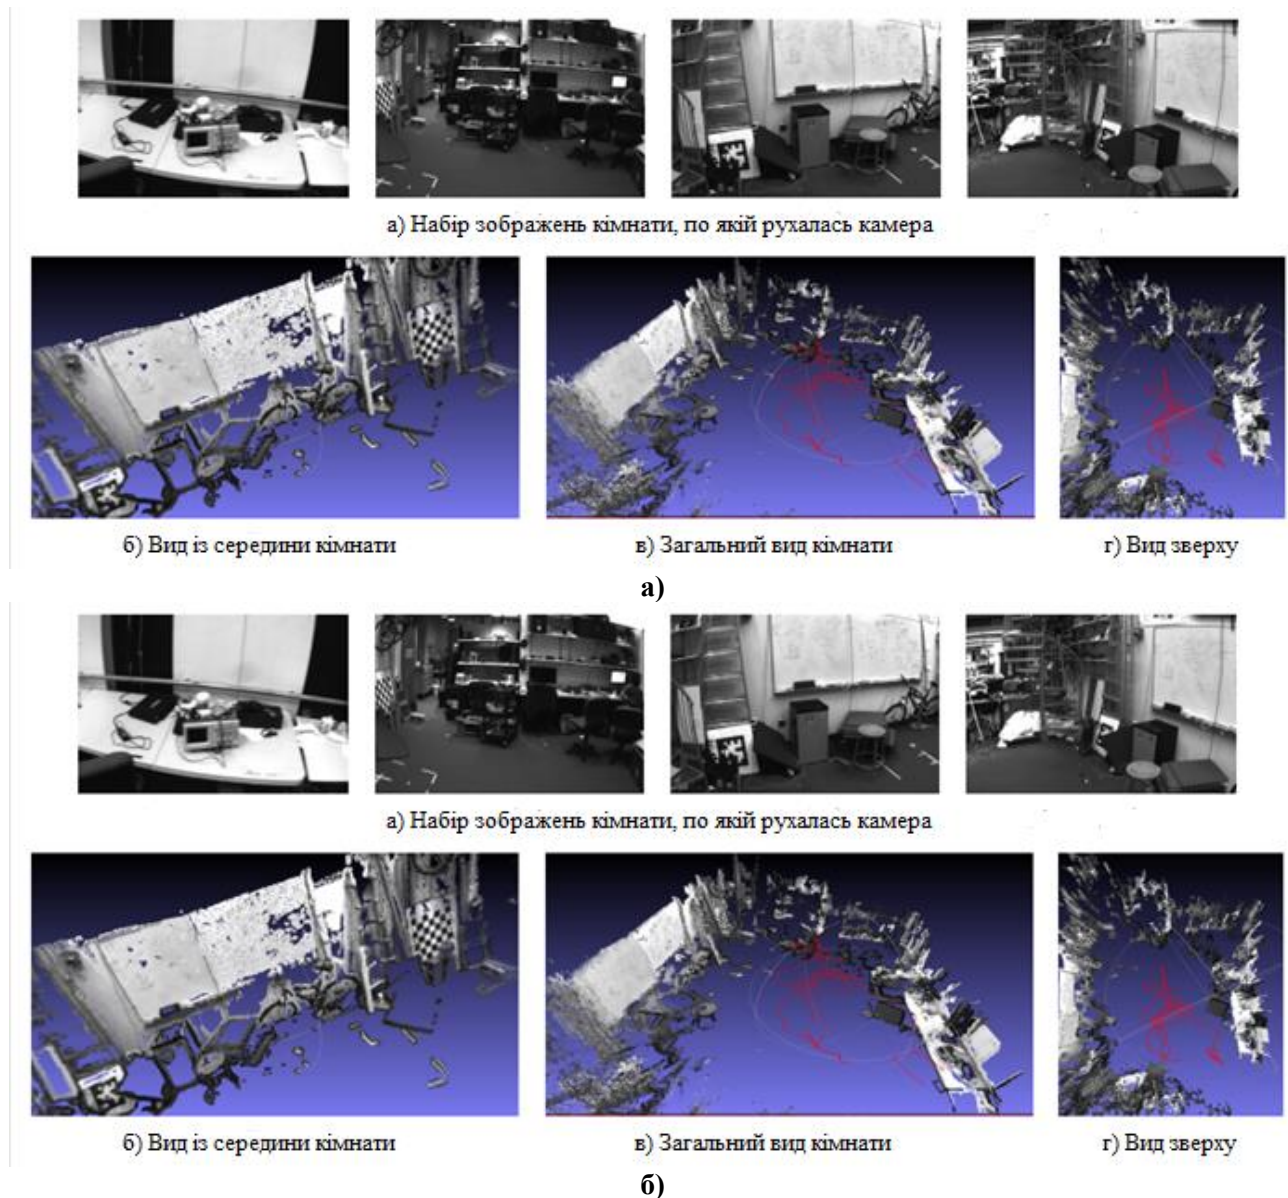 а) Набір зображень кімнати, по якій рухалась камера
б) Вид із середини кімнати
в) Загальний вид кімнати
г) Вид зверху
а)
а) Набір зображень кімнати, по якій рухалась камера
б) Вид із середини кімнати
в) Загальний вид кімнати
г) Вид зверху
б)